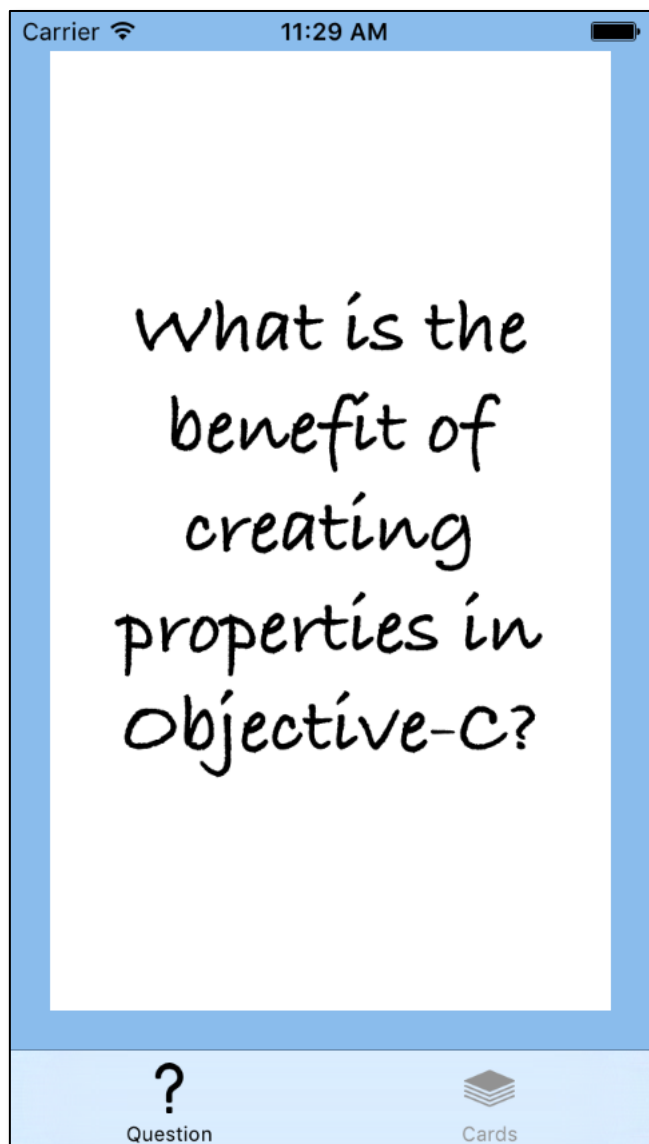 Carrier 11:29 AM
What is the
benefit of
creating
properties in
Objective-C?
Question Cards